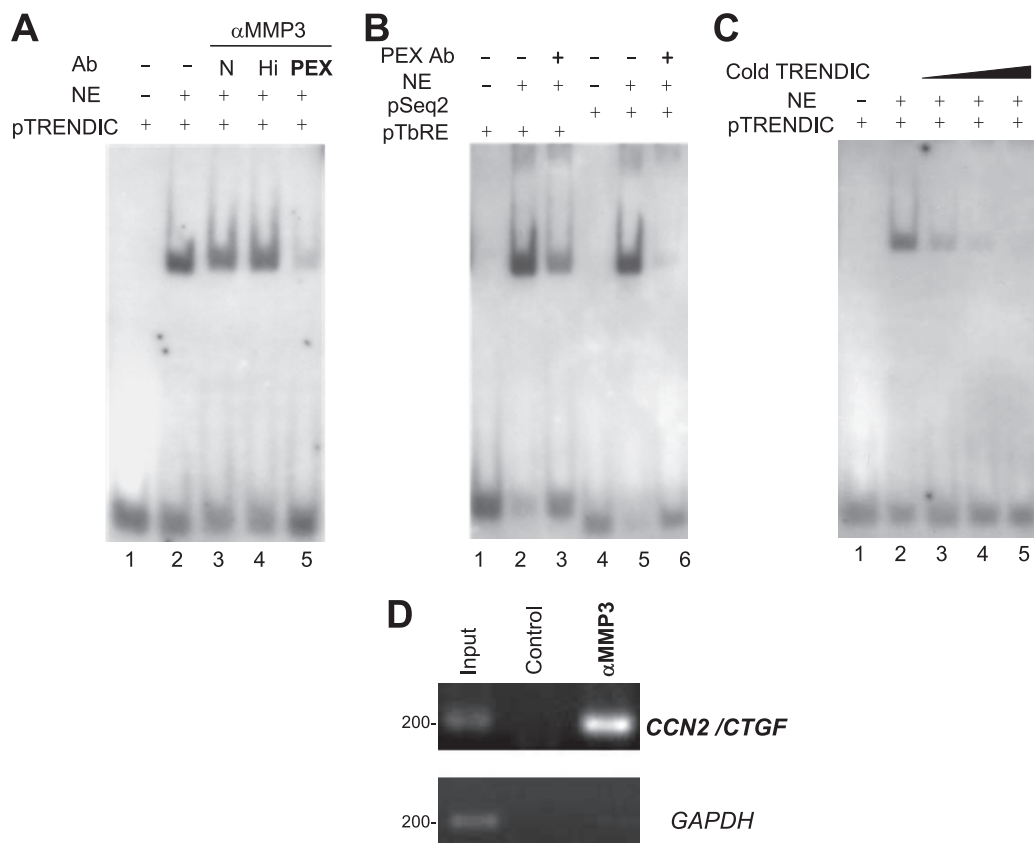 A
αMMP3
Ab – – N Hi PEX
NE – + + + +
pTRENDIC + + + + +
1 2 3 4 5
B
PEX Ab – – + – – +
NE – + + – + +
pSeq2 + + +
pTbRE + + +
1 2 3 4 5 6
C
Cold TRENDIC
NE – + + + +
pTRENDIC + + + + +
1 2 3 4 5
D
Input Control αMMP3
200- CCN2 /CTGF
200- GAPDH